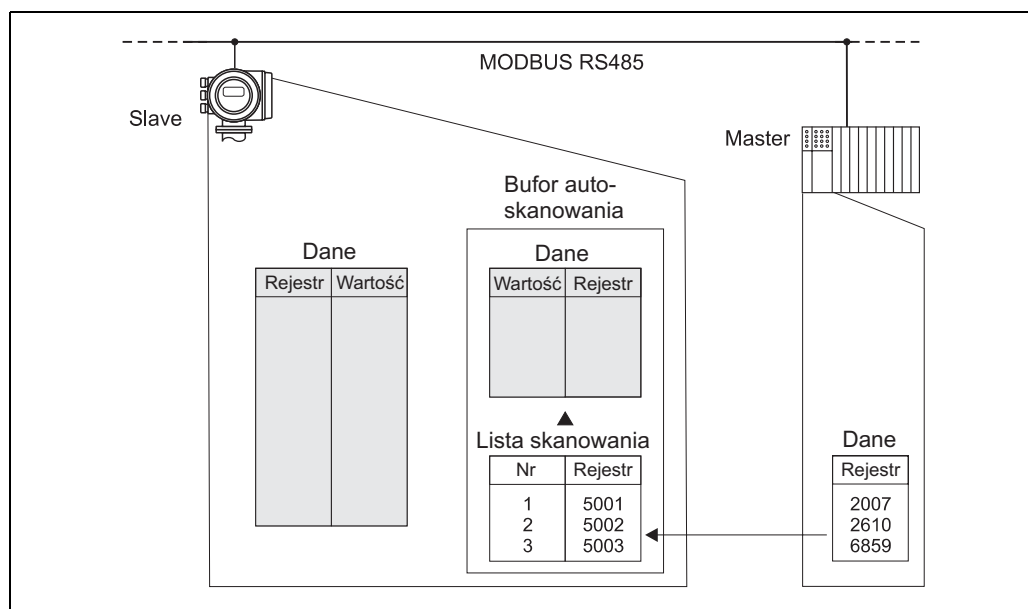 MODBUS RS485
Slave
Master
Bufor auto-
skanowania
Dane
Rejestr Wartość
Dane
Wartość Rejestr
Lista skanowania
Nr Rejestr
1 5001
2 5002
3 5003
Dane
Rejestr
2007
2610
6859